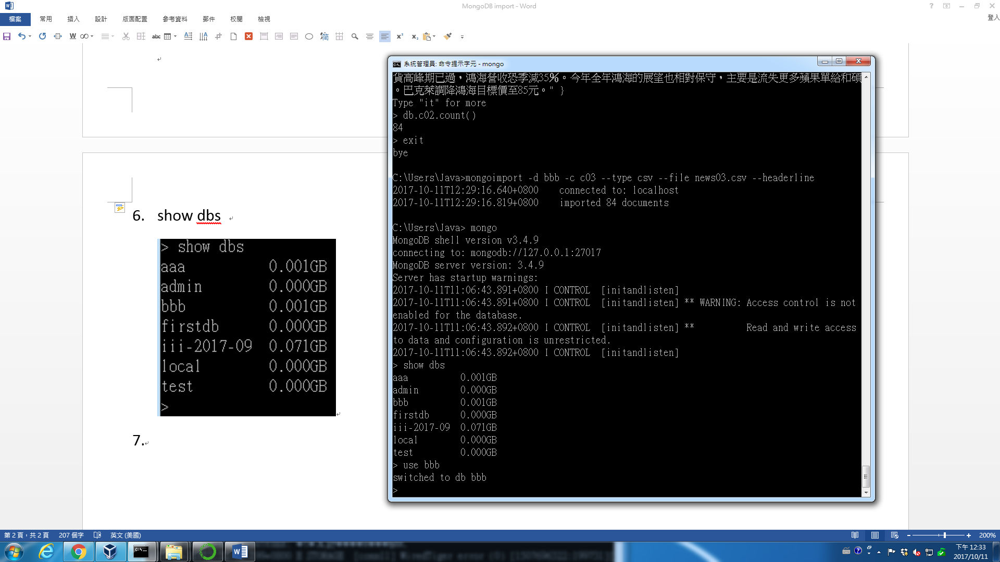 MongoDB import - Word
檔案 常用 插入 設計 版面配置 參考資料 郵件 校閱 檢視
登入
6. show dbs
> show dbs
aaa 0.001GB
admin 0.000GB
bbb 0.001GB
firstdb 0.000GB
iii-2017-09 0.071GB
local 0.000GB
test 0.000GB
>
7.
系統管理員: 命令提示字元 - mongo
貨高峰期已過，鴻海營收恐季減35%。今年全年鴻海的展望也相對保守，主要是流失更多蘋果單給和碩
。巴克萊調降鴻海目標價至85元。" }
Type "it" for more
> db.c02.count()
84
> exit
bye
C:\Users\Java>mongoimport -d bbb -c c03 --type csv --file news03.csv --headerline
2017-10-11T12:29:16.640+0800 connected to: localhost
2017-10-11T12:29:16.819+0800 imported 84 documents
C:\Users\Java> mongo
MongoDB shell version v3.4.9
connecting to: mongodb://127.0.0.1:27017
MongoDB server version: 3.4.9
Server has startup warnings:
2017-10-11T11:06:43.891+0800 I CONTROL [initandlisten]
2017-10-11T11:06:43.891+0800 I CONTROL [initandlisten] ** WARNING: Access control is not
enabled for the database.
2017-10-11T11:06:43.892+0800 I CONTROL [initandlisten] ** Read and write access
to data and configuration is unrestricted.
2017-10-11T11:06:43.892+0800 I CONTROL [initandlisten]
> show dbs
aaa 0.001GB
admin 0.000GB
bbb 0.001GB
firstdb 0.000GB
iii-2017-09 0.071GB
local 0.000GB
test 0.000GB
> use bbb
switched to db bbb
>
第 2 頁，共 2 頁 207 個字 英文 (美國) 200%
下午 12:33
2017/10/11